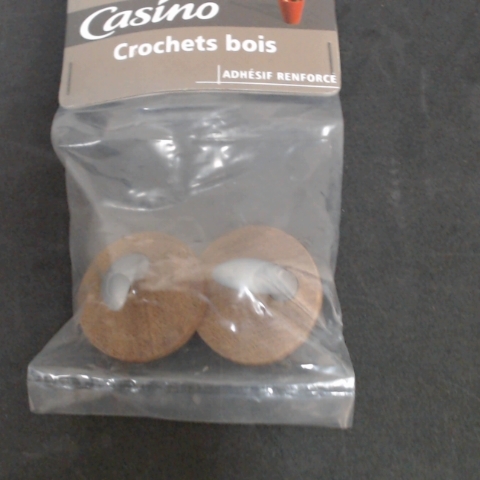 Casino
Crochets bois
ADHÉSIF RENFORCÉ